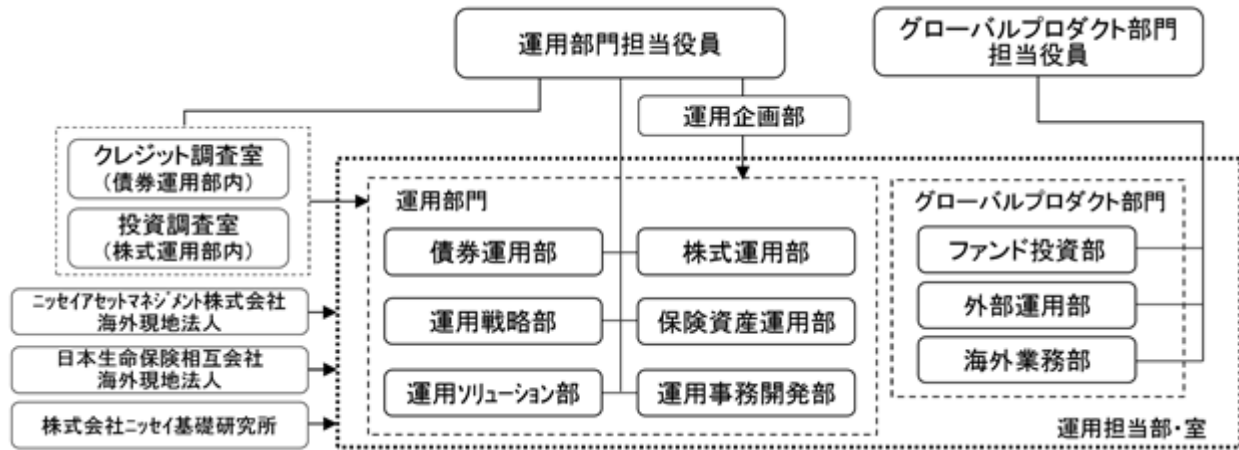 運用部門担当役員
グローバルプロダクト部門
担当役員
運用企画部
クレジット調査室
(債券運用部内)
投資調査室
(株式運用部内)
ニッセイアセットマネジメント株式会社
海外現地法人
日本生命保険相互会社
海外現地法人
株式会社ニッセイ基礎研究所
運用部門
債券運用部
株式運用部
運用戦略部
保険資産運用部
運用ソリューション部
運用事務開発部
グローバルプロダクト部門
ファンド投資部
外部運用部
海外業務部
運用担当部・室